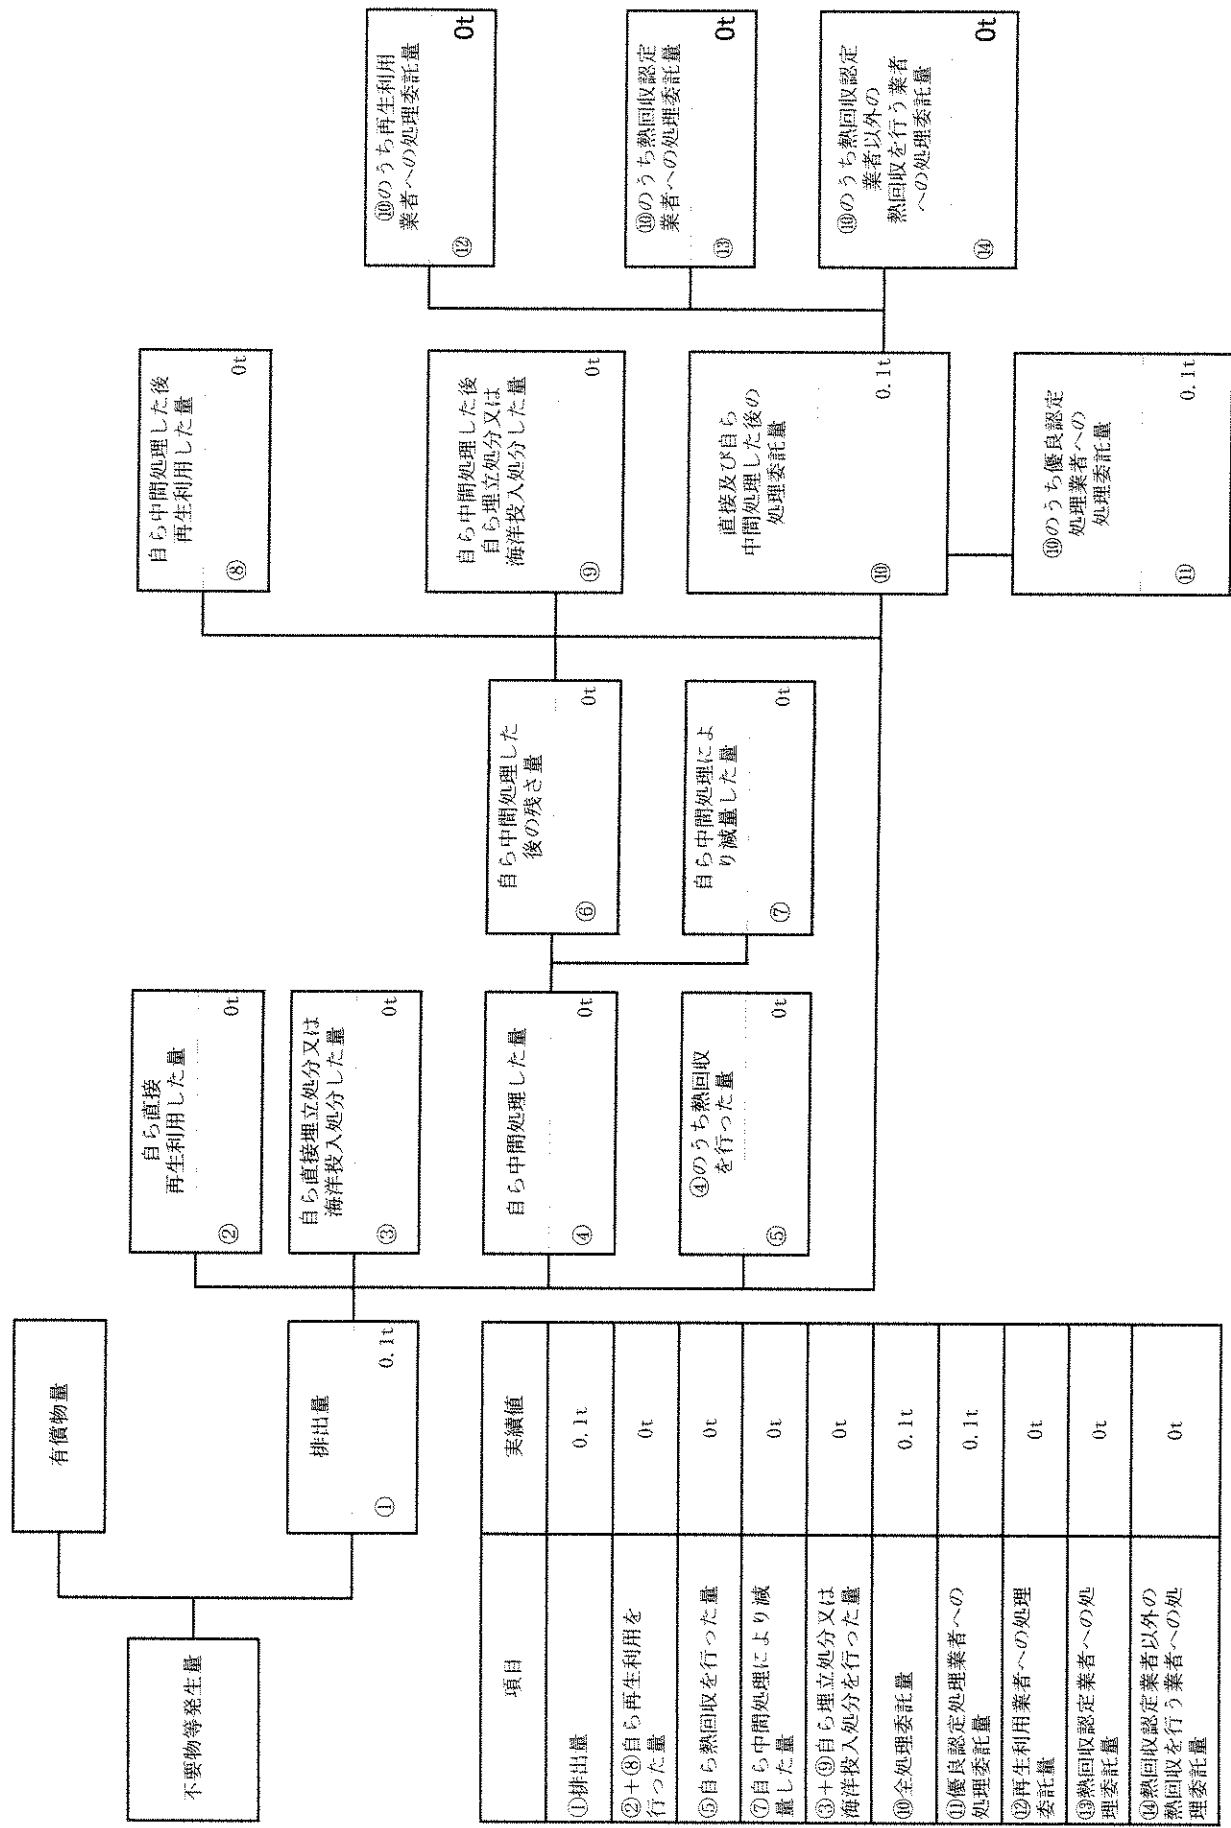 不要物等発生量
有償物量
①
排出量
0.1t
②
自ら直接
再生利用した量
0t
③
自ら直接埋立処分又は
海洋投入処分した量
0t
④
自ら中間処理した量
0t
⑤
④のうち熱回収
を行った量
0t
⑥
自ら中間処理した
後の残さ量
0t
⑦
自ら中間処理によ
り減量した量
0t
⑧
自ら中間処理した後
再生利用した量
0t
⑨
自ら中間処理した後
自ら埋立処分又は
海洋投入処分した量
0t
⑩
直接及び自ら
中間処理した後の
処理委託量
0.1t
⑪
⑩のうち優良認定
処理業者への
処理委託量
0.1t
⑫
⑩のうち再生利用
業者への処理委託量
0t
⑬
⑩のうち熱回収認定
業者への処理委託量
0t
⑭
⑩のうち熱回収認定
業者以外の
熱回収を行う業者
への処理委託量
0t
項目 実績値
①排出量 0.1t
②+⑧自ら再生利用を
行った量 0t
⑤自ら熱回収を行った量 0t
⑦自ら中間処理により減
量した量 0t
③+⑨自ら埋立処分又は
海洋投入処分を行った量 0t
⑩全処理委託量 0.1t
⑪優良認定処理業者への
処理委託量 0.1t
⑫再生利用業者への処理
委託量 0t
⑬熱回収認定業者への処
理委託量 0t
⑭熱回収認定業者以外の
熱回収を行う業者への処
理委託量 0t